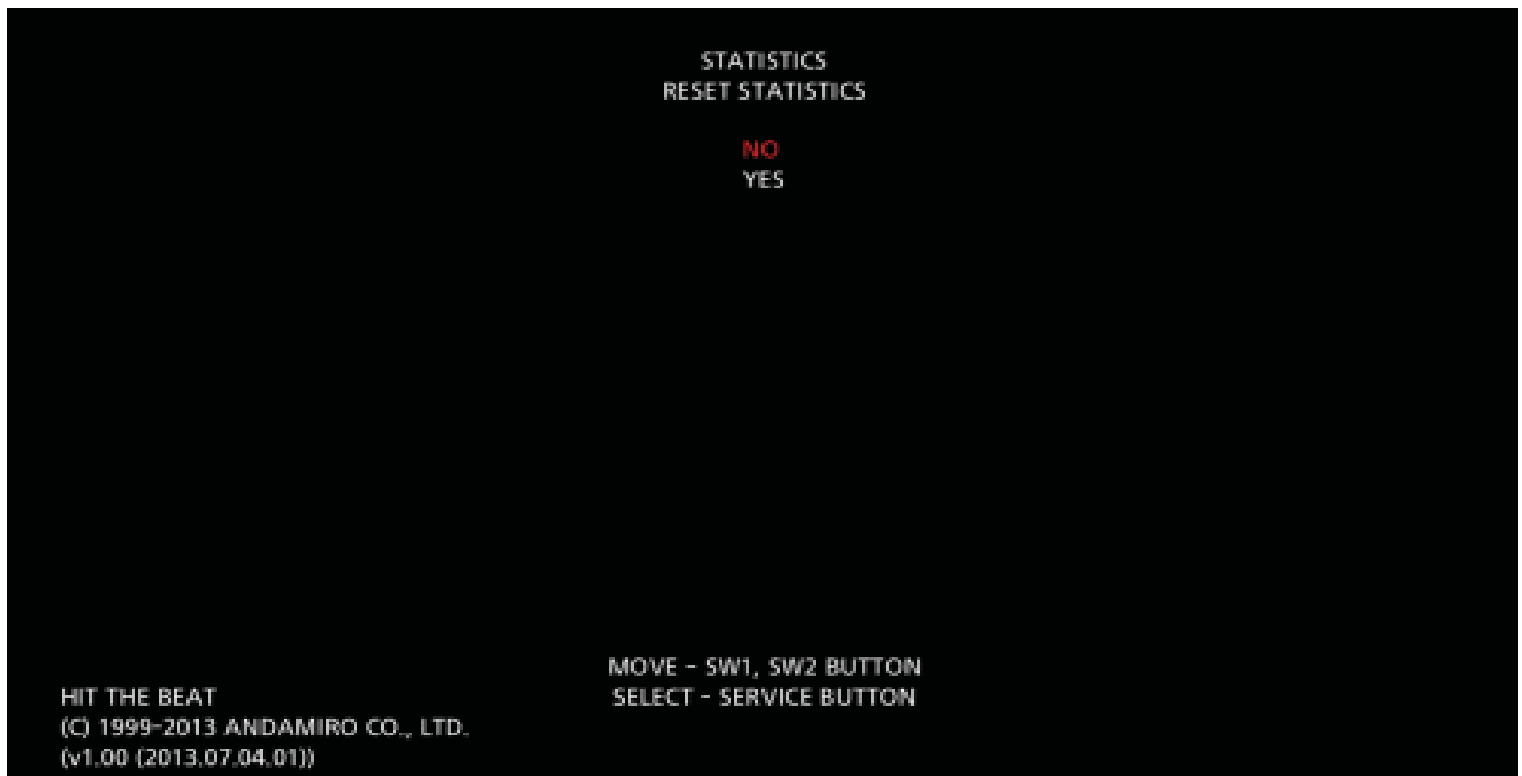 STATISTICS
RESET STATISTICS
NO
YES
MOVE - SW1, SW2 BUTTON
SELECT - SERVICE BUTTON
HIT THE BEAT
(C) 1999-2013 ANDAMIRO CO., LTD.
(v1.00 (2013.07.04.01))